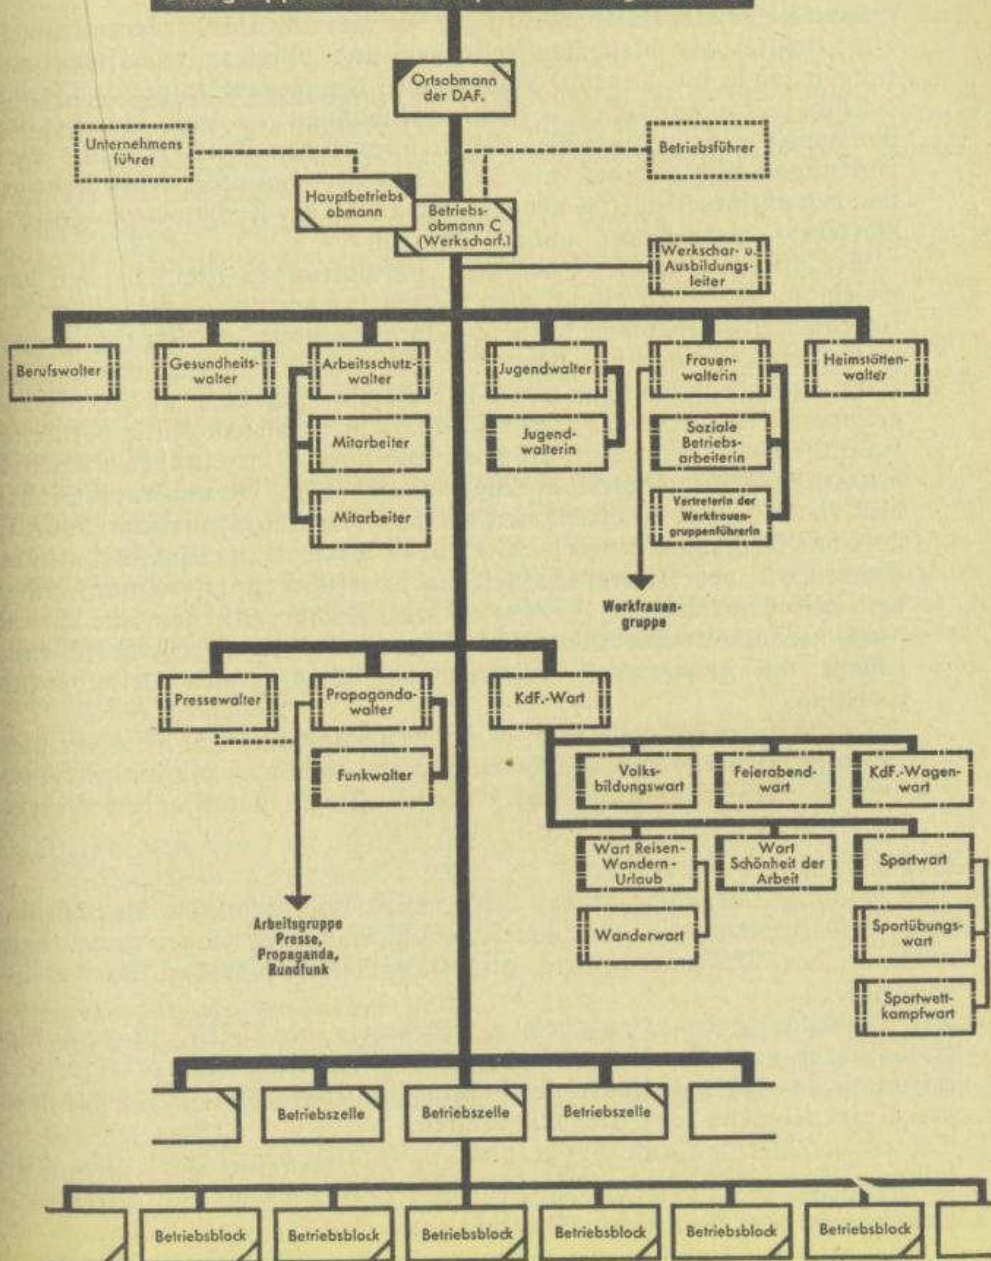 Ortsobmann
der DAF.
Unternehmens
führer
Betriebsführer
Hauptbetriebs
obmann
Betriebs-
obmann C
(Werkscharf.)
Werkschar- u.
Ausbildungs-
leiter
Berufswalter
Gesundheits-
walter
Arbeitsschutz-
walter
Jugendwalter
Frauen-
walterin
Heimstätten-
walter
Mitarbeiter
Jugend-
walterin
Soziale
Betriebs-
arbeiterin
Mitarbeiter
Vertreterin der
Werkfrauen-
gruppenführerin
Werkfrauen-
gruppe
Pressewalter
Propaganda-
walter
KdF.-Wart
Funkwalter
Volks-
bildungswart
Feierabend-
wart
KdF.-Wagen-
wart
Wart Reisen-
Wandern-
Urlaub
Wart
Schönheit der
Arbeit
Sportwart
Wanderwart
Sportübungs-
wart
Sportwett-
kampfwart
Arbeitsgruppe
Presse,
Propaganda,
Rundfunk
Betriebszelle
Betriebszelle
Betriebszelle
Betriebsblock
Betriebsblock
Betriebsblock
Betriebsblock
Betriebsblock
Betriebsblock